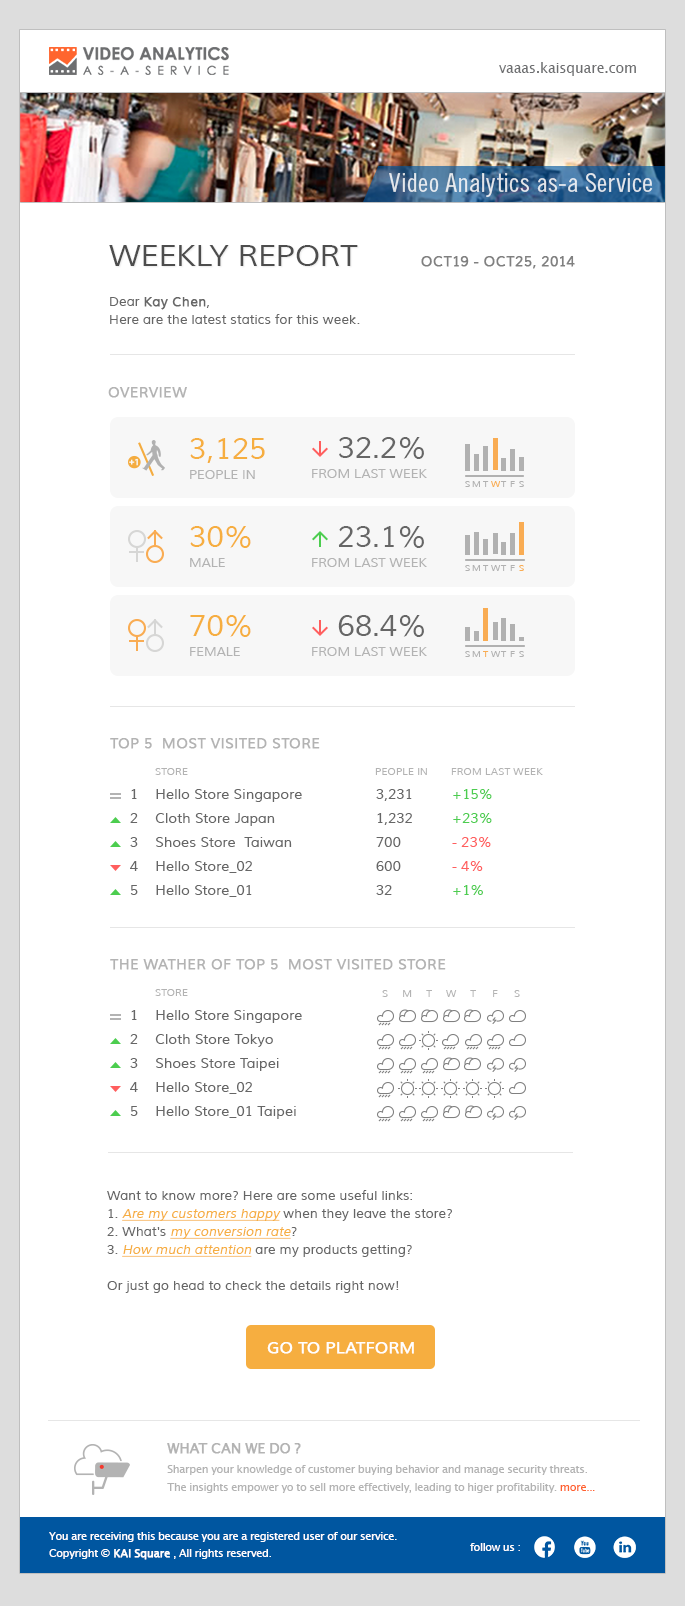 VIDEO ANALYTICS
AS-A-SERVICE
vaaas.kaisquare.com
Video Analytics as-a Service
WEEKLY REPORT
OCT19 - OCT25, 2014
Dear Kay Chen,
Here are the latest statics for this week.
OVERVIEW
+1 3,125 32.2%
PEOPLE IN FROM LAST WEEK
S M T W T F S
30% 23.1%
MALE FROM LAST WEEK
S M T W T F S
70% 68.4%
FEMALE FROM LAST WEEK
S M T W T F S
TOP 5 MOST VISITED STORE
STORE PEOPLE IN FROM LAST WEEK
1 Hello Store Singapore 3,231 +15%
2 Cloth Store Japan 1,232 +23%
3 Shoes Store Taiwan 700 - 23%
4 Hello Store_02 600 - 4%
5 Hello Store_01 32 +1%
THE WATHER OF TOP 5 MOST VISITED STORE
STORE S M T W T F S
1 Hello Store Singapore
2 Cloth Store Tokyo
3 Shoes Store Taipei
4 Hello Store_02
5 Hello Store_01 Taipei
Want to know more? Here are some useful links:
1. Are my customers happy when they leave the store?
2. What's my conversion rate?
3. How much attention are my products getting?
Or just go head to check the details right now!
GO TO PLATFORM
WHAT CAN WE DO ?
Sharpen your knowledge of customer buying behavior and manage security threats.
The insights empower yo to sell more effectively, leading to higer profitability. more...
You are receiving this because you are a registered user of our service.
Copyright © KAI Square , All rights reserved.
follow us : f You Tube in